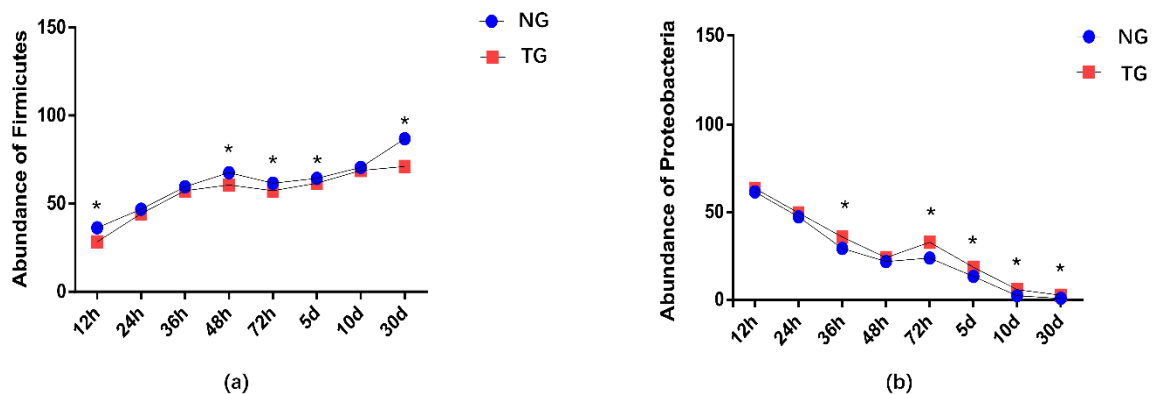 150
100
50
0
Abundance of Firmicutes
NG
TG
*
*
*
*
*
12h
24h
36h
48h
72h
5d
10d
30d
(a)
150
100
50
0
Abundance of Proteobacteria
NG
TG
*
*
*
*
*
12h
24h
36h
48h
72h
5d
10d
30d
(b)